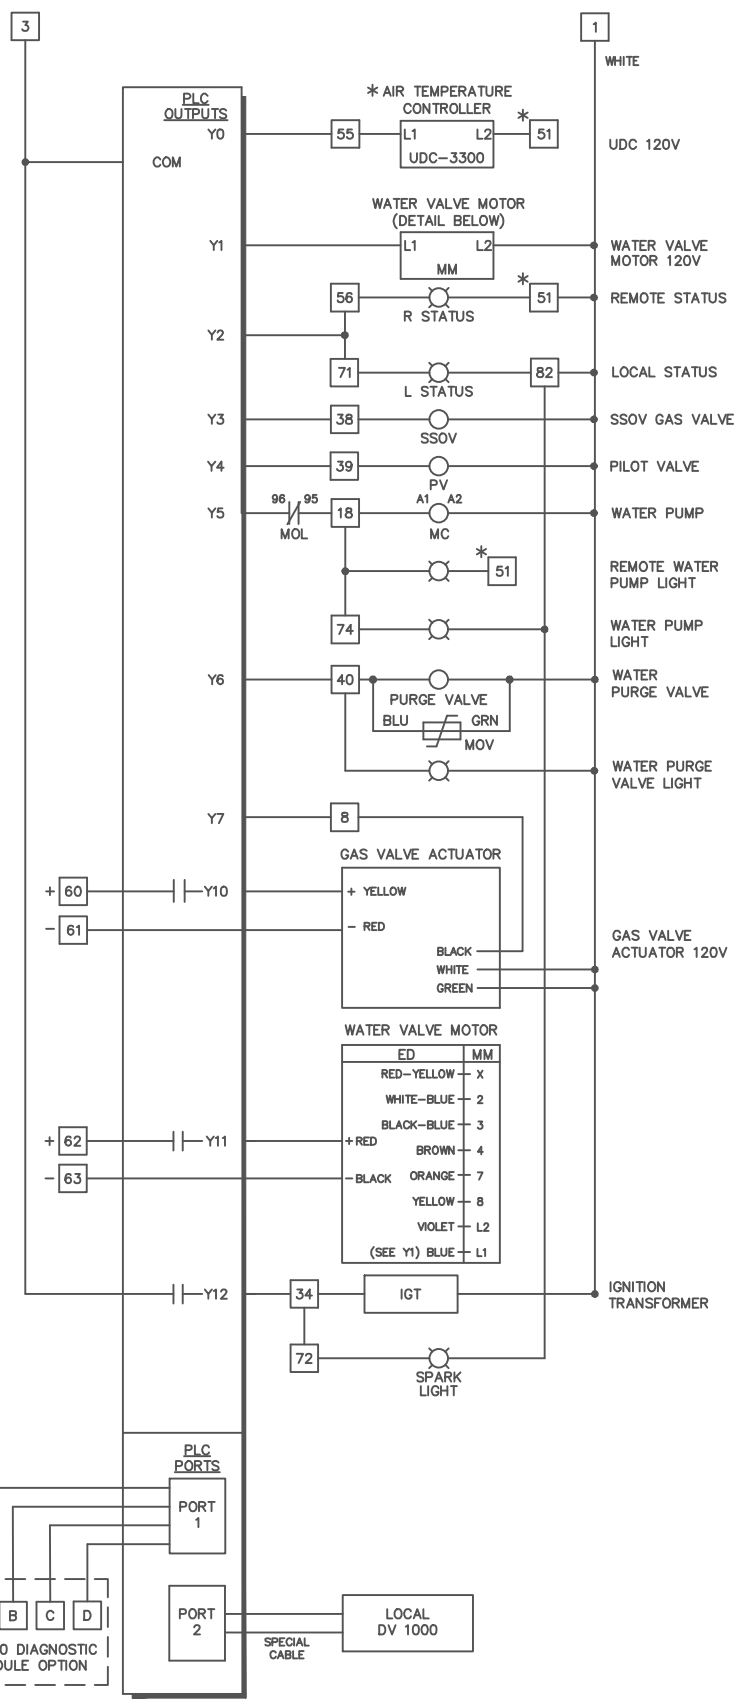 3
1
WHITE
PLC
OUTPUTS
* AIR TEMPERATURE
CONTROLLER
Y0
55
L1
L2
*
51
UDC-3300
UDC 120V
COM
WATER VALVE MOTOR
(DETAIL BELOW)
Y1
L1
L2
MM
WATER VALVE
MOTOR 120V
56
R STATUS
*
51
REMOTE STATUS
Y2
71
L STATUS
82
LOCAL STATUS
Y3
38
SSOV
SSOV GAS VALVE
Y4
39
PV
PILOT VALVE
Y5
96
95
MOL
18
A1
A2
MC
WATER PUMP
*
51
REMOTE WATER
PUMP LIGHT
74
WATER PUMP
LIGHT
Y6
40
PURGE VALVE
BLU
GRN
MOV
WATER
PURGE VALVE
WATER PURGE
VALVE LIGHT
Y7
8
GAS VALVE ACTUATOR
+ 60
Y10
+ YELLOW
- 61
- RED
BLACK
WHITE
GREEN
GAS VALVE
ACTUATOR 120V
WATER VALVE MOTOR
ED
MM
RED-YELLOW
X
WHITE-BLUE
2
BLACK-BLUE
3
+ 62
Y11
+ RED
BROWN
4
- 63
- BLACK
ORANGE
7
YELLOW
8
VIOLET
L2
(SEE Y1) BLUE
L1
Y12
34
IGT
IGNITION
TRANSFORMER
72
SPARK
LIGHT
PLC
PORTS
PORT
1
B
C
D
0 DIAGNOSTIC
DULE OPTION
PORT
2
SPECIAL
CABLE
LOCAL
DV 1000